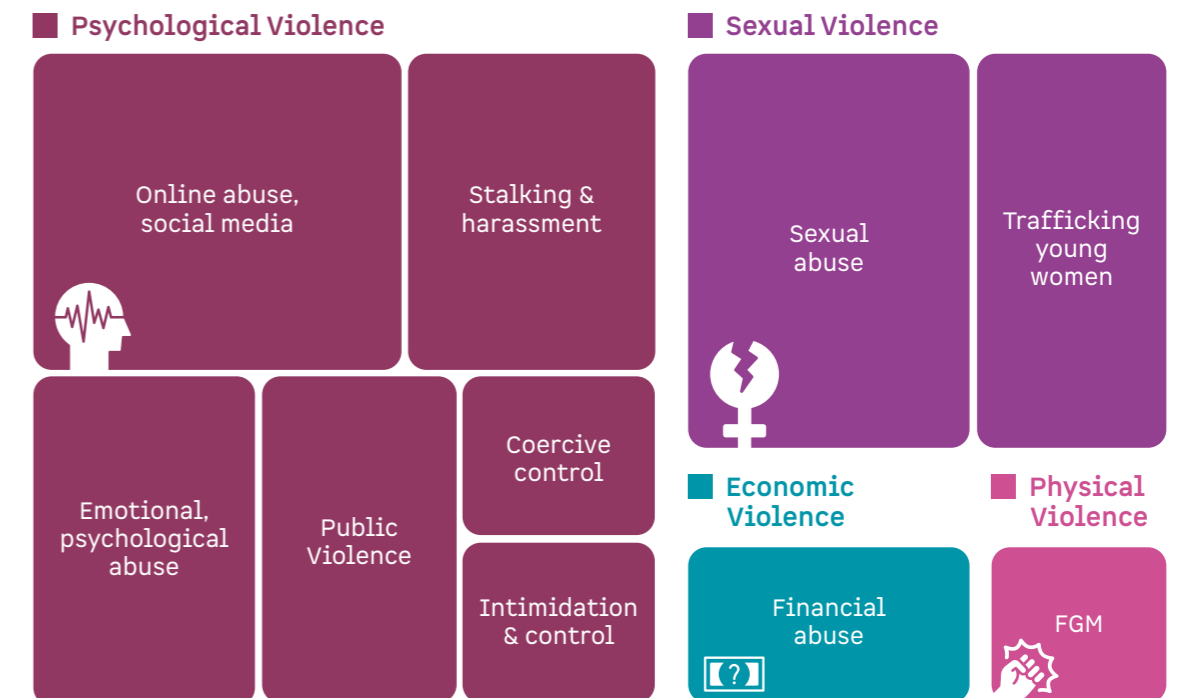 Psychological Violence
Online abuse,
social media
Stalking &
harassment
Emotional,
psychological
abuse
Public
Violence
Coercive
control
Intimidation
& control
Sexual Violence
Sexual
abuse
Trafficking
young
women
Economic
Violence
Financial
abuse
?
Physical
Violence
FGM